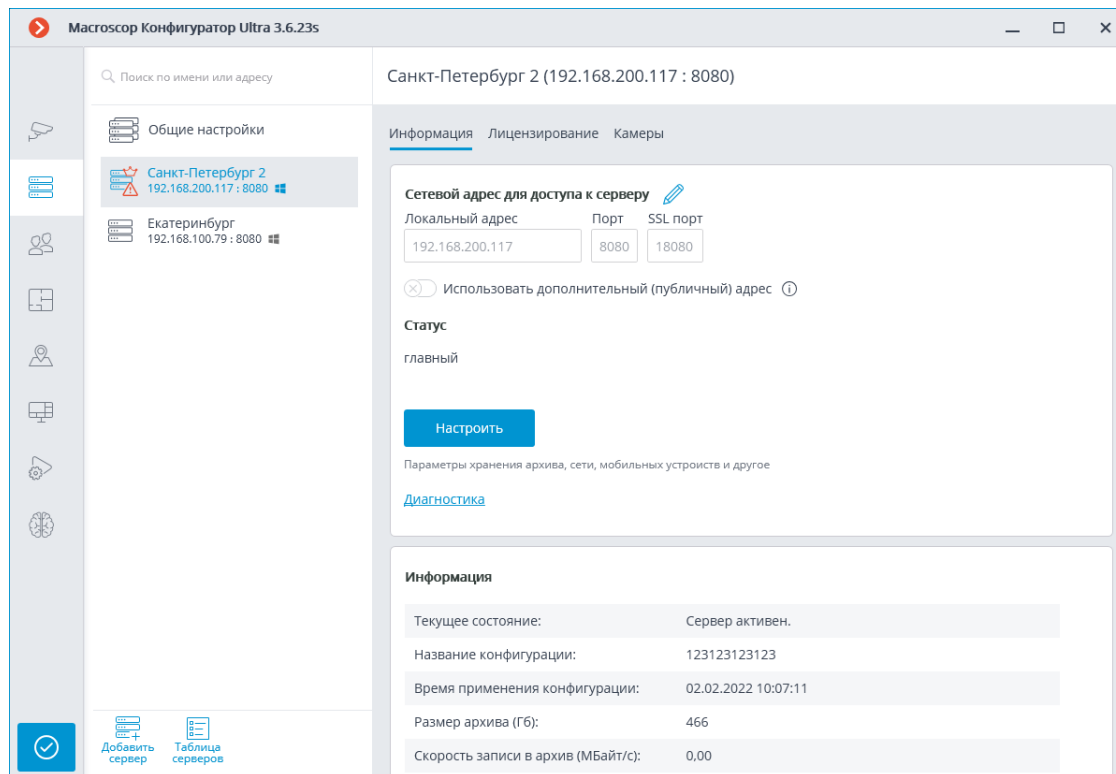 Macroscop Конфигуратор Ultra 3.6.23s
Поиск по имени или адресу
Санкт-Петербург 2 (192.168.200.117 : 8080)
Общие настройки
Санкт-Петербург 2
192.168.200.117 : 8080
Екатеринбург
192.168.100.79 : 8080
Информация Лицензирование Камеры
Сетевой адрес для доступа к серверу
Локальный адрес Порт SSL порт
192.168.200.117 8080 18080
Использовать дополнительный (публичный) адрес
Статус
главный
Настроить
Параметры хранения архива, сети, мобильных устроиств и другое
Диагностика
Информация
Текущее состояние: Сервер активен.
Название конфигурации: 123123123123
Время применения конфигурации: 02.02.2022 10:07:11
Размер архива (Гб): 466
Скорость записи в архив (МБайт/с): 0,00
Добавить сервер
Таблица серверов